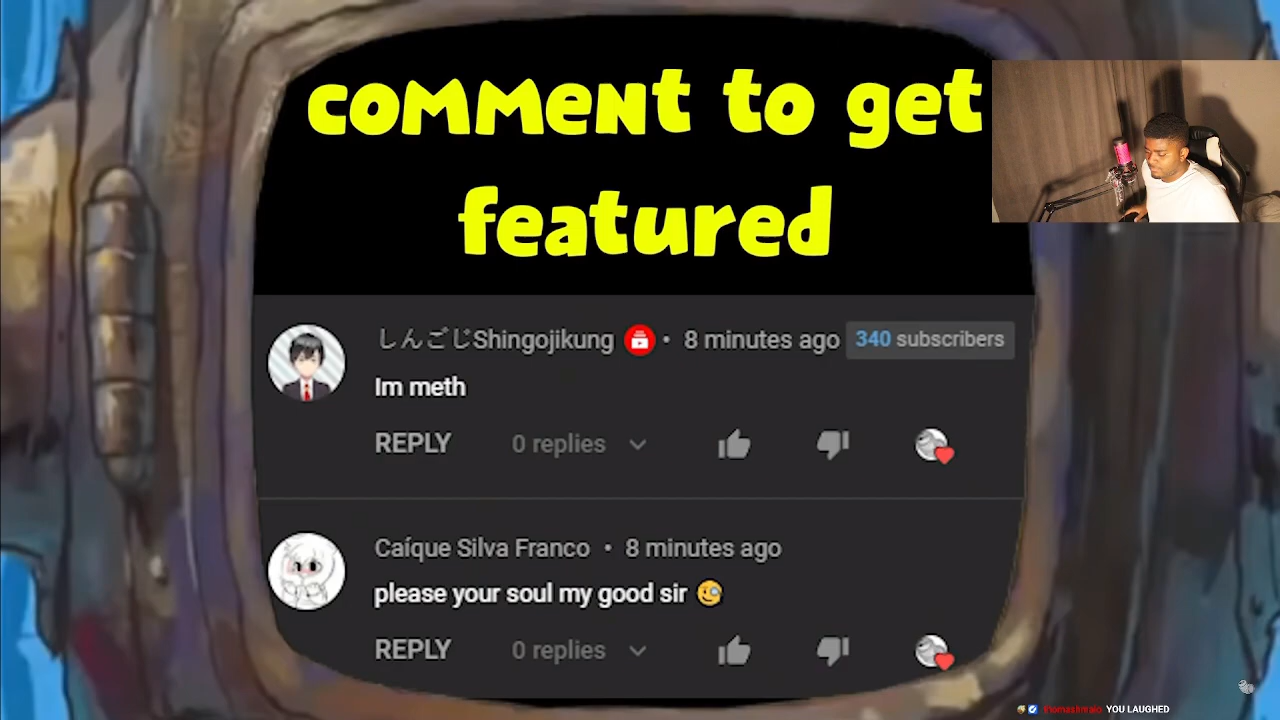 comment to get
featured
しんごじShingojikung • 8 minutes ago 340 subscribers
Im meth
REPLY 0 replies
Caíque Silva Franco • 8 minutes ago
please your soul my good sir 🧐
REPLY 0 replies
YOU LAUGHED